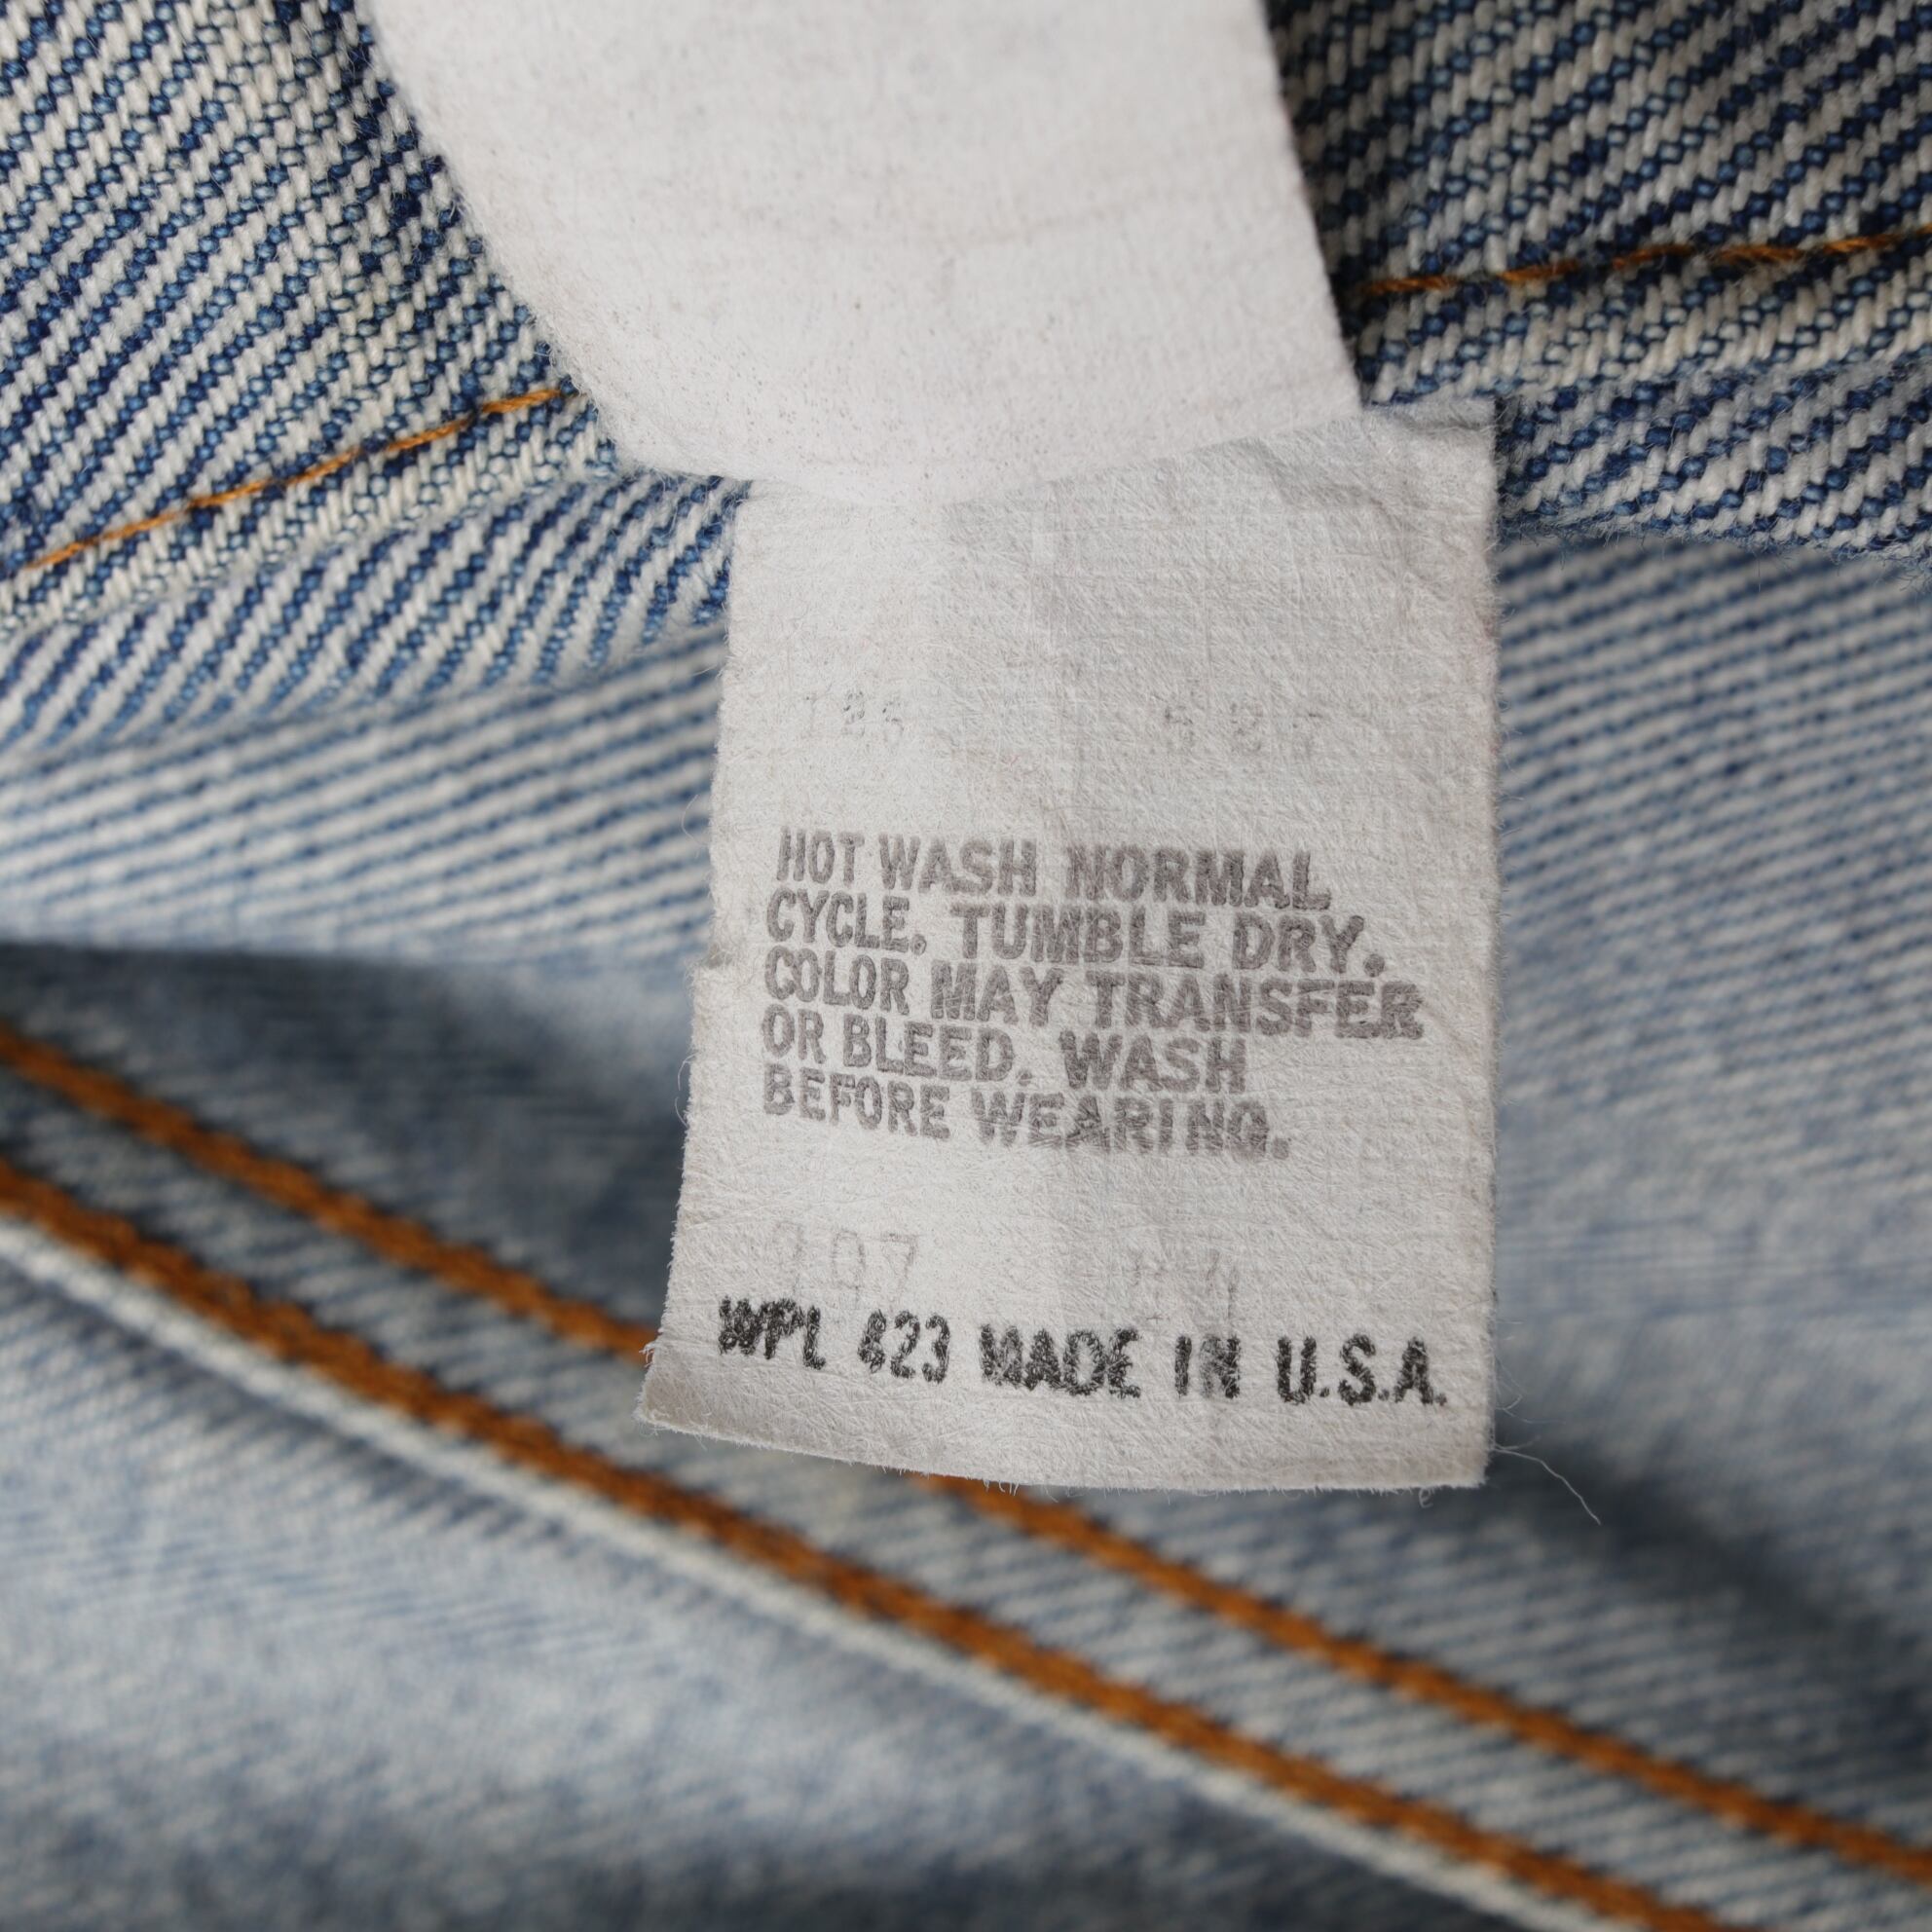 HOT WASH NORMAL
CYCLE. TUMBLE DRY.
COLOR MAY TRANSFER
OR BLEED. WASH
BEFORE WEARING.
WPL 423 MADE IN U.S.A.